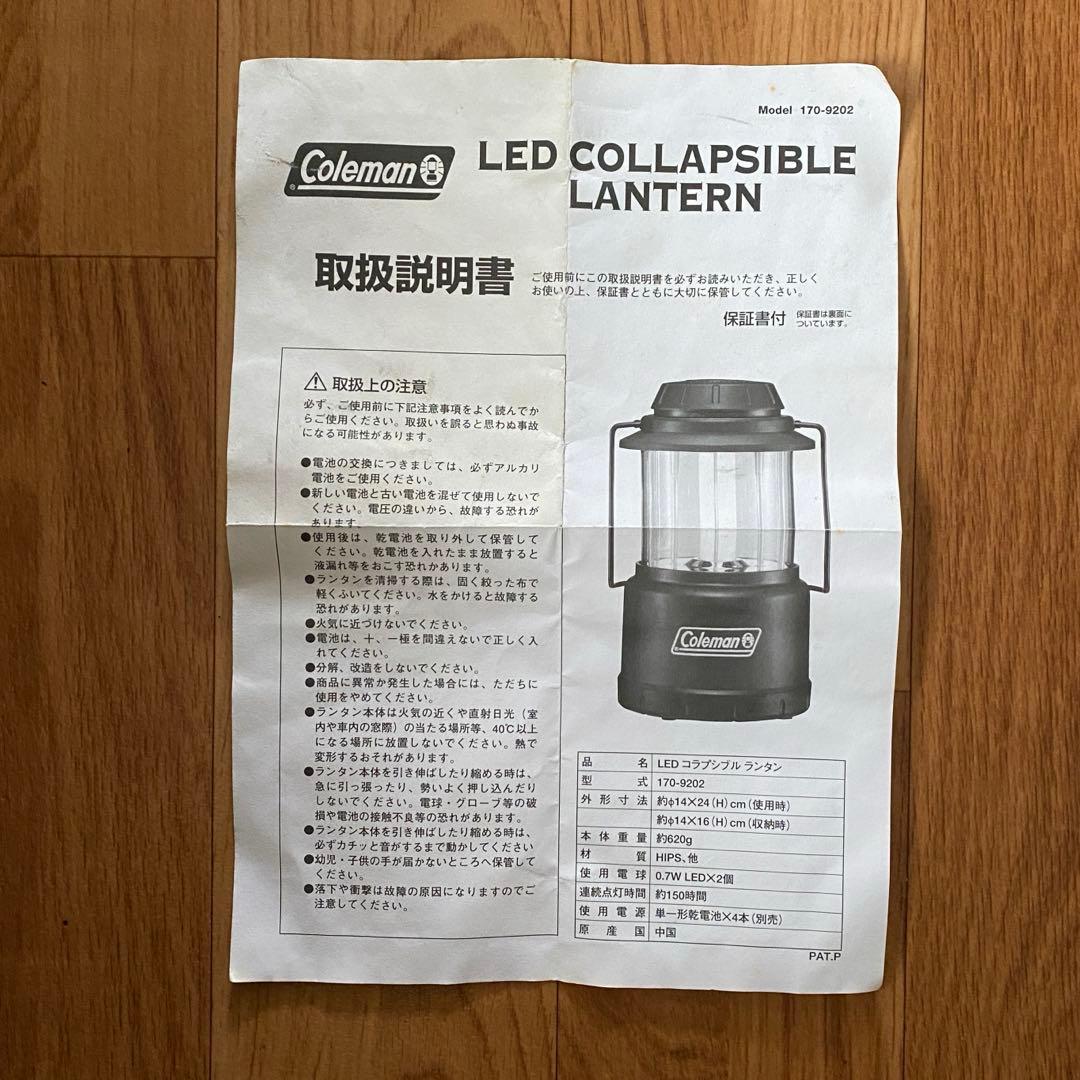 Model 170-9202
Coleman
LED COLLAPSIBLE
LANTERN
取扱説明書
ご使用前にこの取扱説明書を必ずお読みいただき、正しく
お使いの上、保証書とともに大切に保管してください。
保証書付
保証書は裏面に
ついています。
⚠ 取扱上の注意
必ず、ご使用前に下記注意事項をよく読んでか
らご使用ください。取扱いを誤ると思わぬ事故
になる可能性があります。
●電池の交換につきましては、必ずアルカリ
電池をご使用ください。
●新しい電池と古い電池を混ぜて使用しないで
ください。電圧の違いから、故障する恐れが
あります。
●使用後は、乾電池を取り外して保管して
ください。乾電池を入れたまま放置すると
液漏れ等をおこす恐れがあります。
●ランタンを清掃する際は、固く絞った布で
軽くふいてください。水をかけると故障する
恐れがあります。
●火気に近づけないでください。
●電池は、＋、－極を間違えないで正しく入
れてください。
●分解、改造をしないでください。
●商品に異常が発生した場合には、ただちに
使用をやめてください。
●ランタン本体は火気の近くや直射日光（室
内や車内の窓際）の当たる場所等、40℃以上
になる場所に放置しないでください。熱で
変形するおそれがあります。
●ランタン本体を引き伸ばしたり縮める時は、
急に引っ張ったり、勢いよく押し込んだり
しないでください。電球・グローブ等の破
損や電池の接触不良等の恐れがあります。
●ランタン本体を引き伸ばしたり縮める時は、
必ずカチッと音がするまで動かしてください
●幼児・子供の手が届かないところへ保管して
ください。
●落下や衝撃は故障の原因になりますのでご
注意してください。
Coleman
品名 LED コラプシブル ランタン
型式 170-9202
外形寸法 約φ14×24(H)cm(使用時)
約φ14×16(H)cm(収納時)
本体重量 約620g
材質 HIPS、他
使用電球 0.7W LED×2個
連続点灯時間 約150時間
使用電源 単一形乾電池×4本(別売)
原産国 中国
PAT.P